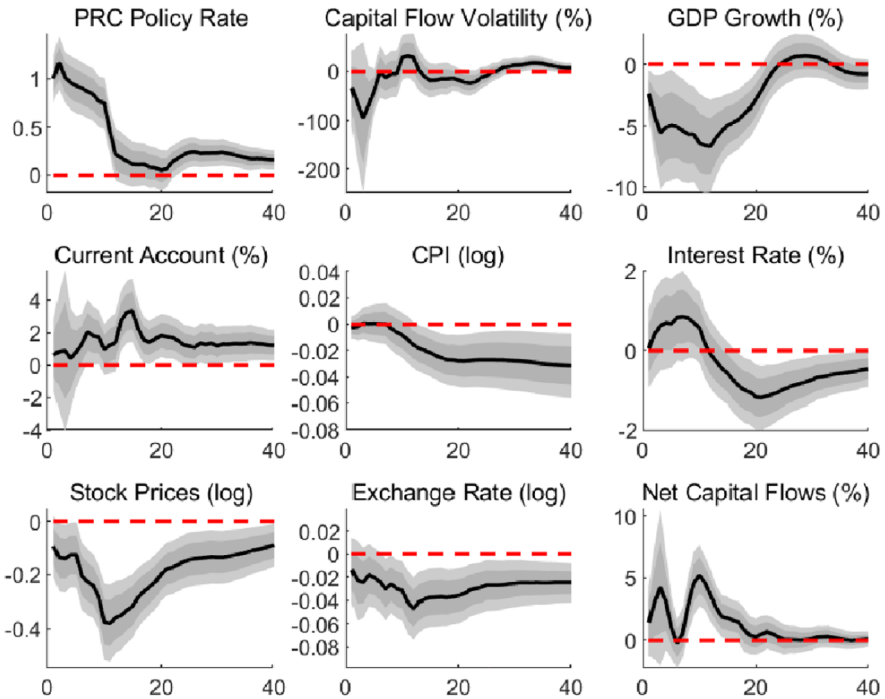 PRC Policy Rate
1
0.5
0
0 20 40
Capital Flow Volatility (%)
0
-100
-200
0 20 40
GDP Growth (%)
0
-5
-10
0 20 40
Current Account (%)
4
2
0
-2
-4
0 20 40
CPI (log)
0.04
0.02
0
-0.02
-0.04
-0.06
-0.08
0 20 40
Interest Rate (%)
2
0
-2
0 20 40
Stock Prices (log)
0
-0.2
-0.4
0 20 40
Exchange Rate (log)
0.02
0
-0.02
-0.04
-0.06
-0.08
0 20 40
Net Capital Flows (%)
10
5
0
0 20 40